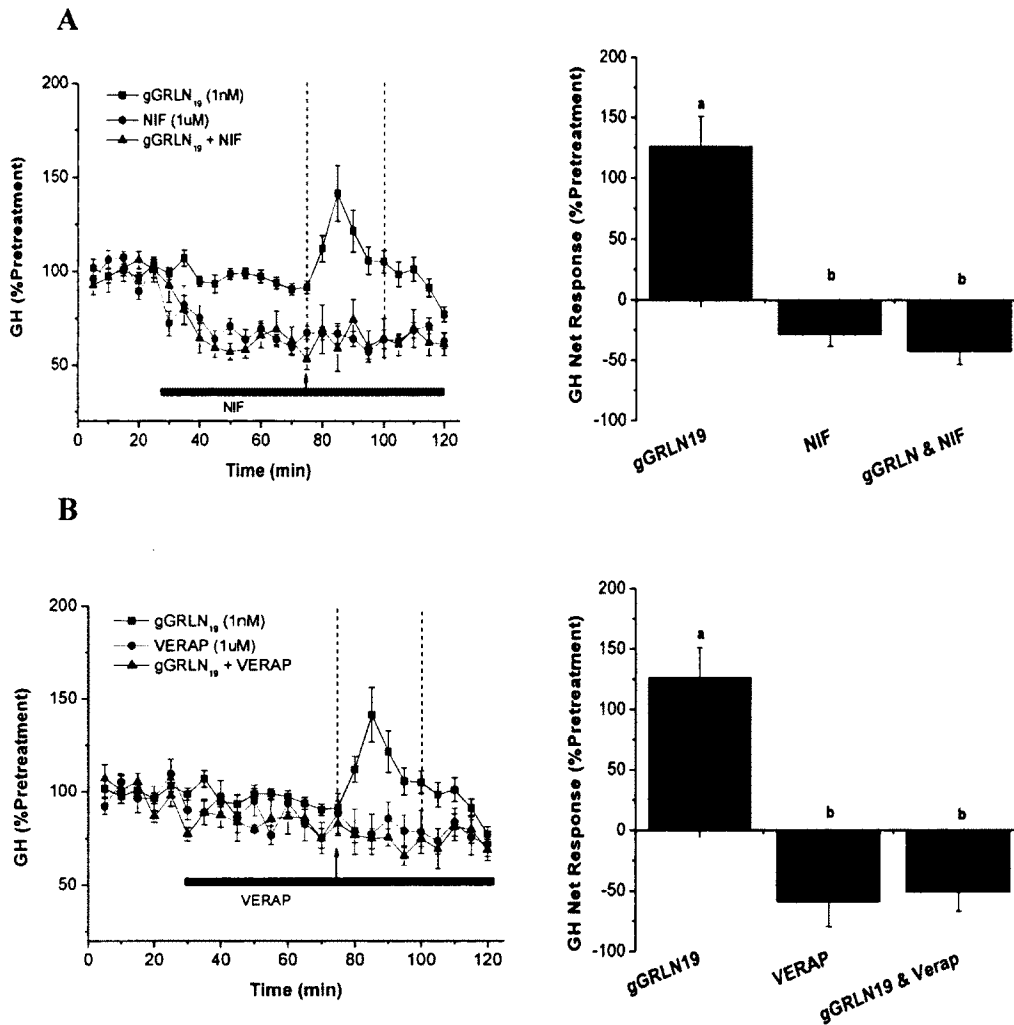 A
GH (%Pretreatment)
200
150
100
50
gGRLN₁₉ (1nM)
NIF (1uM)
gGRLN₁₉ + NIF
NIF
0 20 40 60 80 100 120
Time (min)
GH Net Response (%Pretreatment)
200
150
100
50
0
-50
-100
a
b
b
gGRLN19
NIF
gGRLN & NIF
B
GH (%Pretreatment)
200
150
100
50
gGRLN₁₉ (1nM)
VERAP (1uM)
gGRLN₁₉ + VERAP
VERAP
0 20 40 60 80 100 120
Time (min)
GH Net Response (%Pretreatment)
200
150
100
50
0
-50
-100
a
b
b
gGRLN19
VERAP
gGRLN19 & Verap